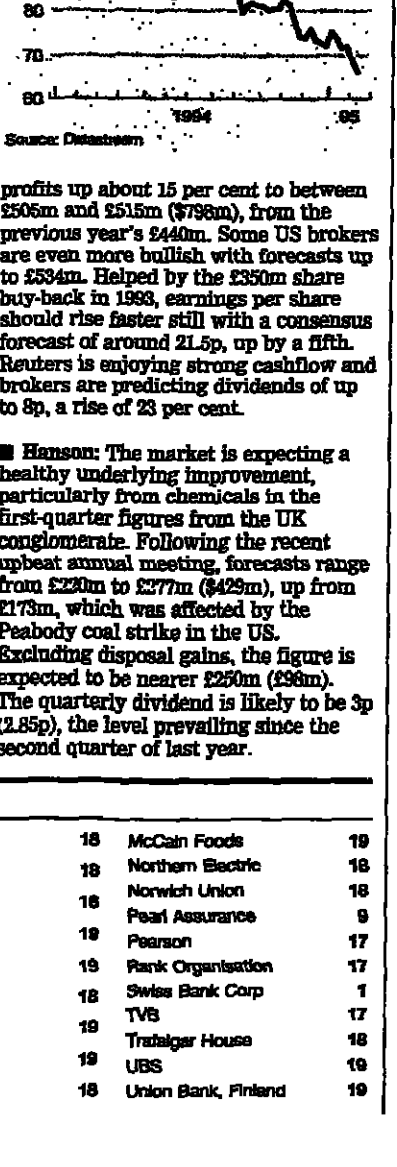 80
70
60
1994
95
Source: Datastream
profits up about 15 per cent to between
£505m and £515m ($798m), from the
previous year's £440m. Some US brokers
are even more bullish with forecasts up
to £534m. Helped by the £350m share
buy-back in 1993, earnings per share
should rise faster still with a consensus
forecast of around 21.5p, up by a fifth.
Reuters is enjoying strong cashflow and
brokers are predicting dividends of up
to 8p, a rise of 23 per cent.
■ Hanson: The market is expecting a
healthy underlying improvement,
particularly from chemicals in the
first-quarter figures from the UK
conglomerate. Following the recent
upbeat annual meeting, forecasts range
from £220m to £277m ($429m), up from
£173m, which was affected by the
Peabody coal strike in the US.
Excluding disposal gains, the figure is
expected to be nearer £250m (£98m).
The quarterly dividend is likely to be 3p
(2.85p), the level prevailing since the
second quarter of last year.
18 McCain Foods 19
18 Northern Electric 18
16 Norwich Union 18
Pearl Assurance 9
19 Pearson 17
19 Rank Organisation 17
18 Swiss Bank Corp 1
19 TVB 17
Trafalgar House 18
19 UBS 19
18 Union Bank, Finland 19